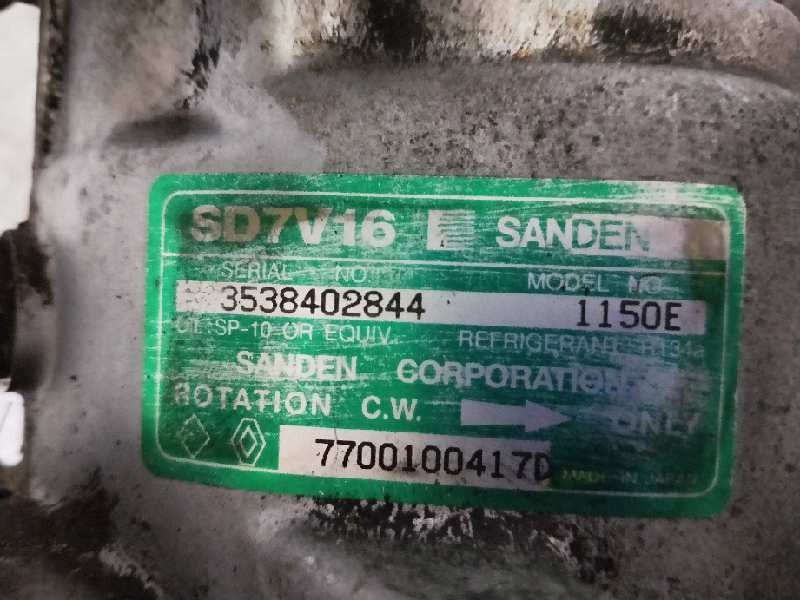 SD7V16 SANDEN
SERIAL NO
MODEL NO
3538402844
1150E
SP-10 OR EQUIV.
REFRIGERANT R134a
SANDEN CORPORATION
ROTATION C.W.
ONLY
7700100417D
MADE IN JAPAN